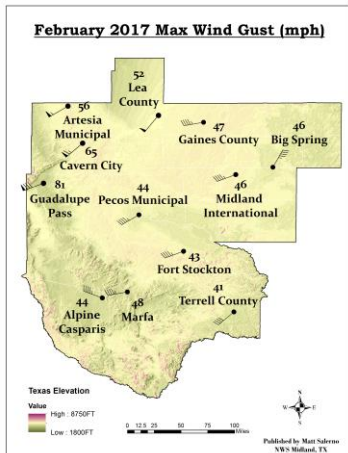 February 2017 Max Wind Gust (mph)
52
Lea
County
56
Artesia
Municipal
65
Cavern City
47
Gaines County
46
Big Spring
81
Guadalupe
Pass
44
Pecos Municipal
46
Midland
International
43
Fort Stockton
44
Alpine
Casparis
48
Marfa
41
Terrell County
Texas Elevation
Value
High : 8750FT
Low : 1800FT
0 12.5 25 50 75 100
Miles
N
W E
S
Published by Matt Salerno
NWS Midland, TX